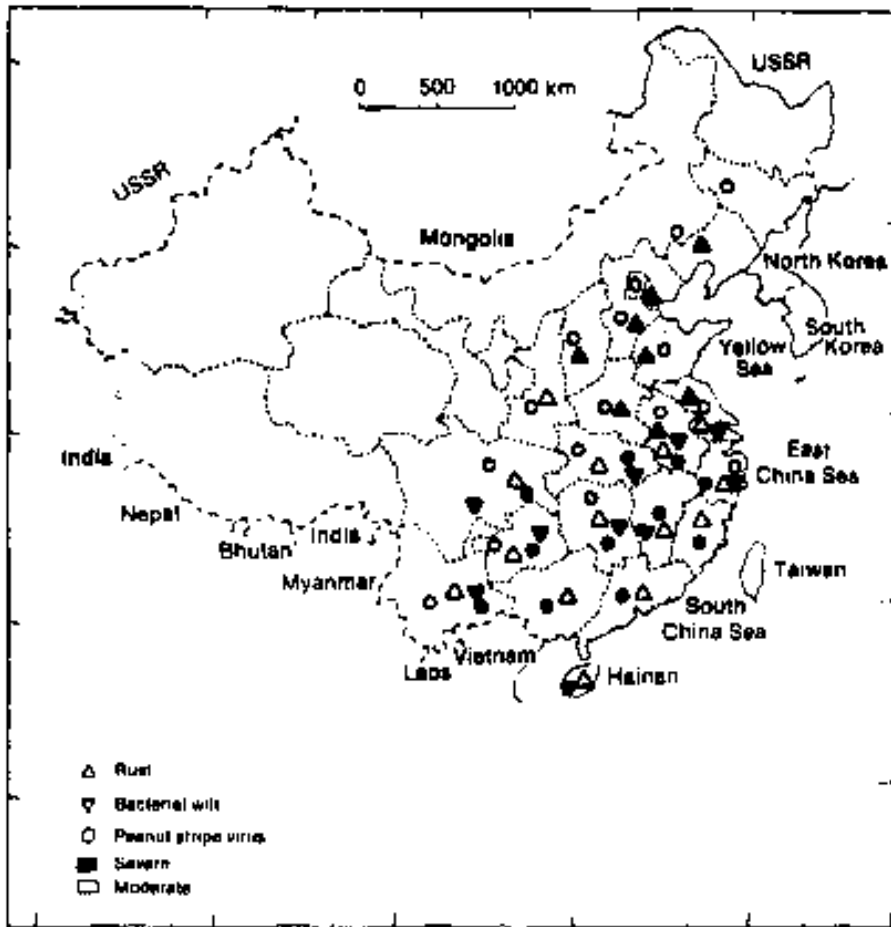 USSR
0 500 1000 km
USSR
Mongolia
North Korea
South
Korea
Yellow
Sea
East
China Sea
India
Nepal
Bhutan
India
Myanmar
Taiwan
South
China Sea
Laos
Vietnam
Hainan
Rust
Bacterial wilt
Peanut stripe virus
Severe
Moderate